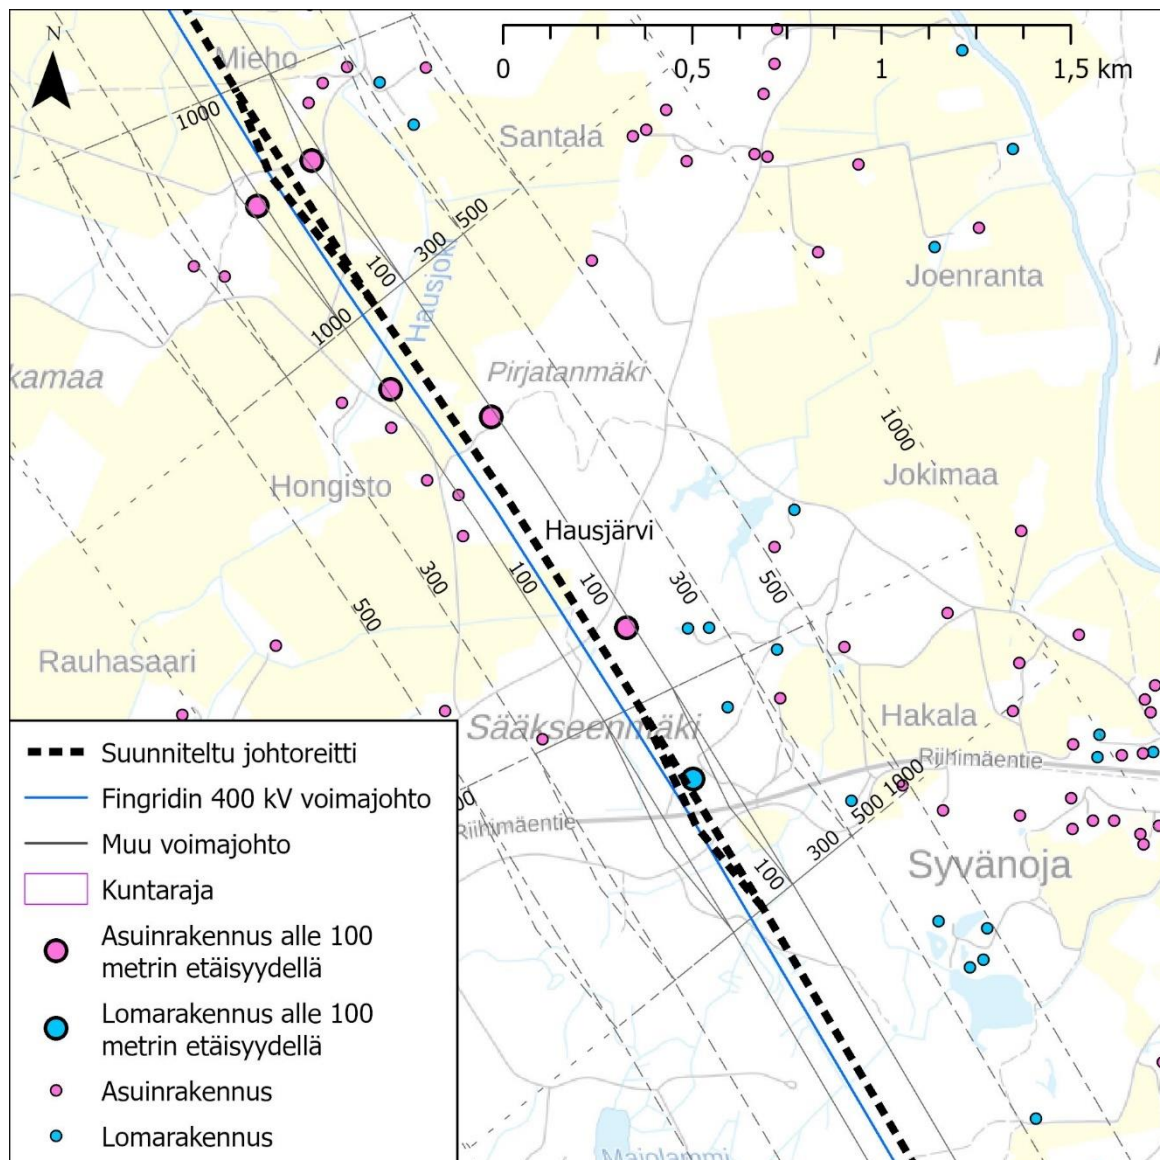 N
Mieho
0 0,5 1 1,5 km
1000
Santala
500
300
100
Hausjoki
1000
Joenranta
kamaa
Pirjatanmäki
1000
Jokimaa
Hongisto
Hausjärvi
300
500
100
100
300
500
Rauhasaari
Sääkseenmäki
Hakala
Riihimäentie
1000
500
300
100
Riihimäentie
Syvänoja
Suunniteltu johtoreitti
Fingridin 400 kV voimajohto
Muu voimajohto
Kuntaraja
Asuinrakennus alle 100
metrin etäisyydellä
Lomarakennus alle 100
metrin etäisyydellä
Asuinrakennus
Lomarakennus
Majolammi